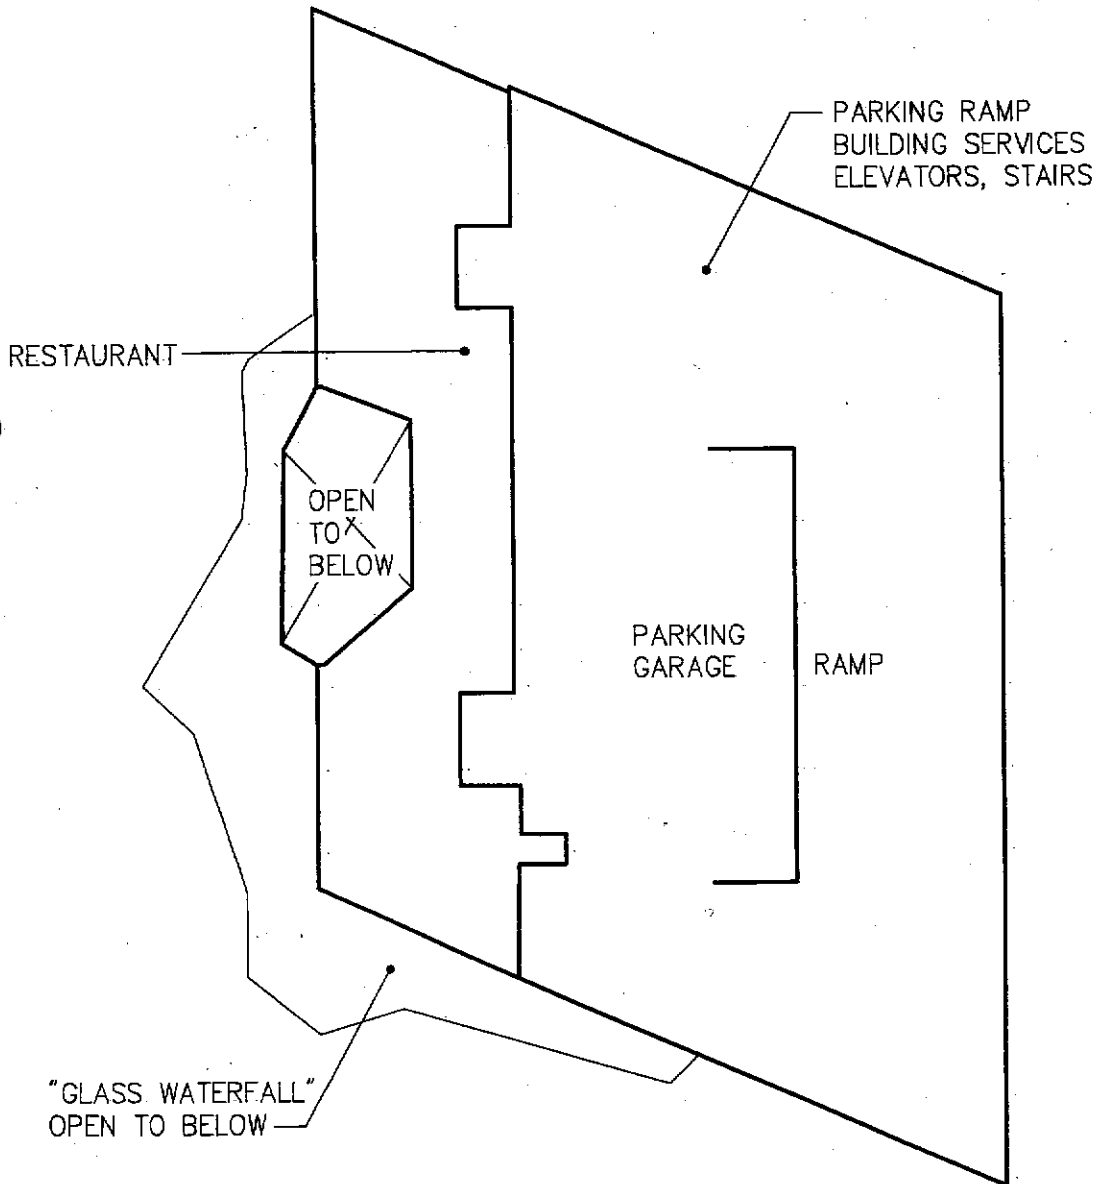 PARKING RAMP
BUILDING SERVICES
ELEVATORS, STAIRS
RESTAURANT
OPEN
TO
BELOW
PARKING
GARAGE
RAMP
"GLASS WATERFALL"
OPEN TO BELOW